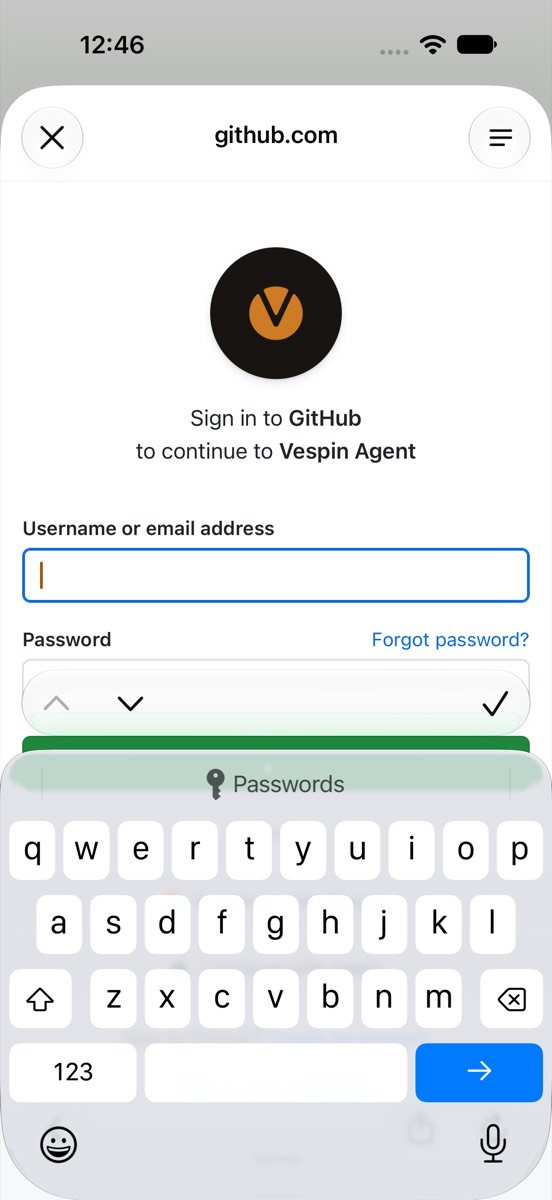 12:46
github.com
Sign in to GitHub
to continue to Vespin Agent
Username or email address
Password Forgot password?
Passwords
q w e r t y u i o p
a s d f g h j k l
z x c v b n m
123